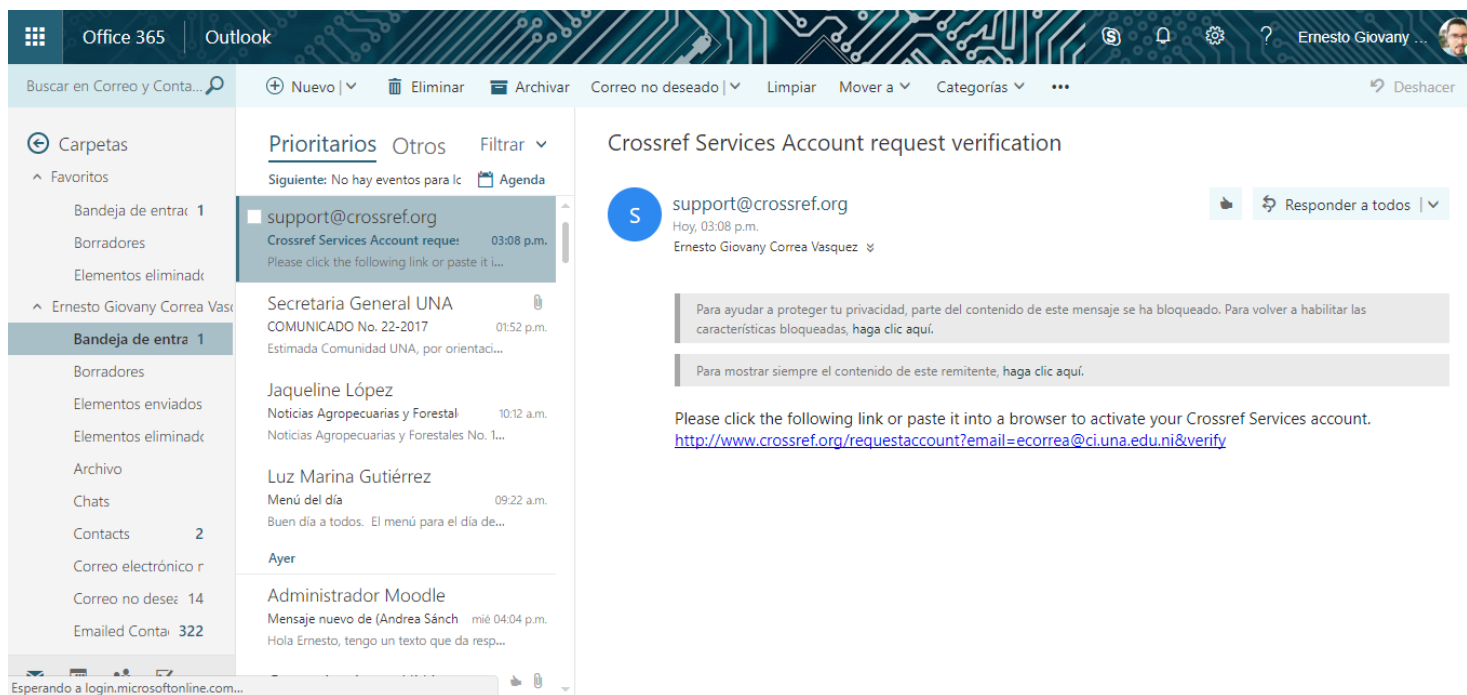 Office 365
Outlook
Ernesto Giovany ...
Buscar en Correo y Conta...
Nuevo
Eliminar
Archivar
Correo no deseado
Limpiar
Mover a
Categorías
Deshacer
Carpetas
Favoritos
Bandeja de entrac 1
Borradores
Elementos eliminadc
Ernesto Giovany Correa Vasc
Bandeja de entra 1
Borradores
Elementos enviados
Elementos eliminadc
Archivo
Chats
Contacts 2
Correo electrónico r
Correo no desea 14
Emailed Conta 322
Esperando a login.microsoftonline.com...
Prioritarios
Otros
Filtrar
Siguiente: No hay eventos para lc
Agenda
support@crossref.org
Crossref Services Account reques 03:08 p.m.
Please click the following link or paste it i...
Secretaria General UNA
COMUNICADO No. 22-2017 01:52 p.m.
Estimada Comunidad UNA, por orientaci...
Jaqueline López
Noticias Agropecuarias y Forestal 10:12 a.m.
Noticias Agropecuarias y Forestales No. 1...
Luz Marina Gutiérrez
Menú del día 09:22 a.m.
Buen día a todos. El menú para el día de...
Ayer
Administrador Moodle
Mensaje nuevo de (Andrea Sánch mié 04:04 p.m.
Hola Ernesto, tengo un texto que da resp...
Crossref Services Account request verification
S
support@crossref.org
Hoy, 03:08 p.m.
Ernesto Giovany Correa Vasquez
Responder a todos
Para ayudar a proteger tu privacidad, parte del contenido de este mensaje se ha bloqueado. Para volver a habilitar las
características bloqueadas, haga clic aquí.
Para mostrar siempre el contenido de este remitente, haga clic aquí.
Please click the following link or paste it into a browser to activate your Crossref Services account.
http://www.crossref.org/requestaccount?email=ecorrea@ci.una.edu.ni&verify